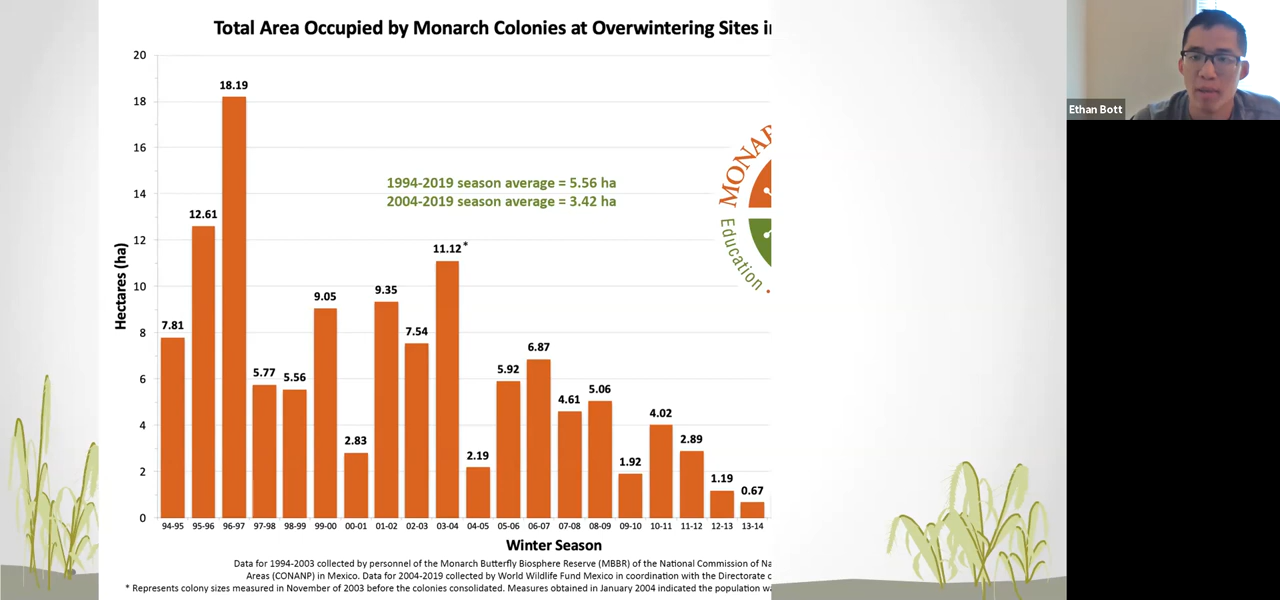 Total Area Occupied by Monarch Colonies at Overwintering Sites
Ethan Bott
20
18
16
14
12
10
8
6
4
2
0
Hectares (ha)
1994-2019 season average = 5.56 ha
2004-2019 season average = 3.42 ha
MONAR
Education •
7.81
12.61
18.19
5.77
5.56
9.05
2.83
9.35
7.54
11.12*
2.19
5.92
6.87
4.61
5.06
1.92
4.02
2.89
1.19
0.67
94-95 95-96 96-97 97-98 98-99 99-00 00-01 01-02 02-03 03-04 04-05 05-06 06-07 07-08 08-09 09-10 10-11 11-12 12-13 13-14
Winter Season
Data for 1994-2003 collected by personnel of the Monarch Butterfly Biosphere Reserve (MBBR) of the National Commission of Na
Areas (CONANP) in Mexico. Data for 2004-2019 collected by World Wildlife Fund Mexico in coordination with the Directorate
* Represents colony sizes measured in November of 2003 before the colonies consolidated. Measures obtained in January 2004 indicated the population